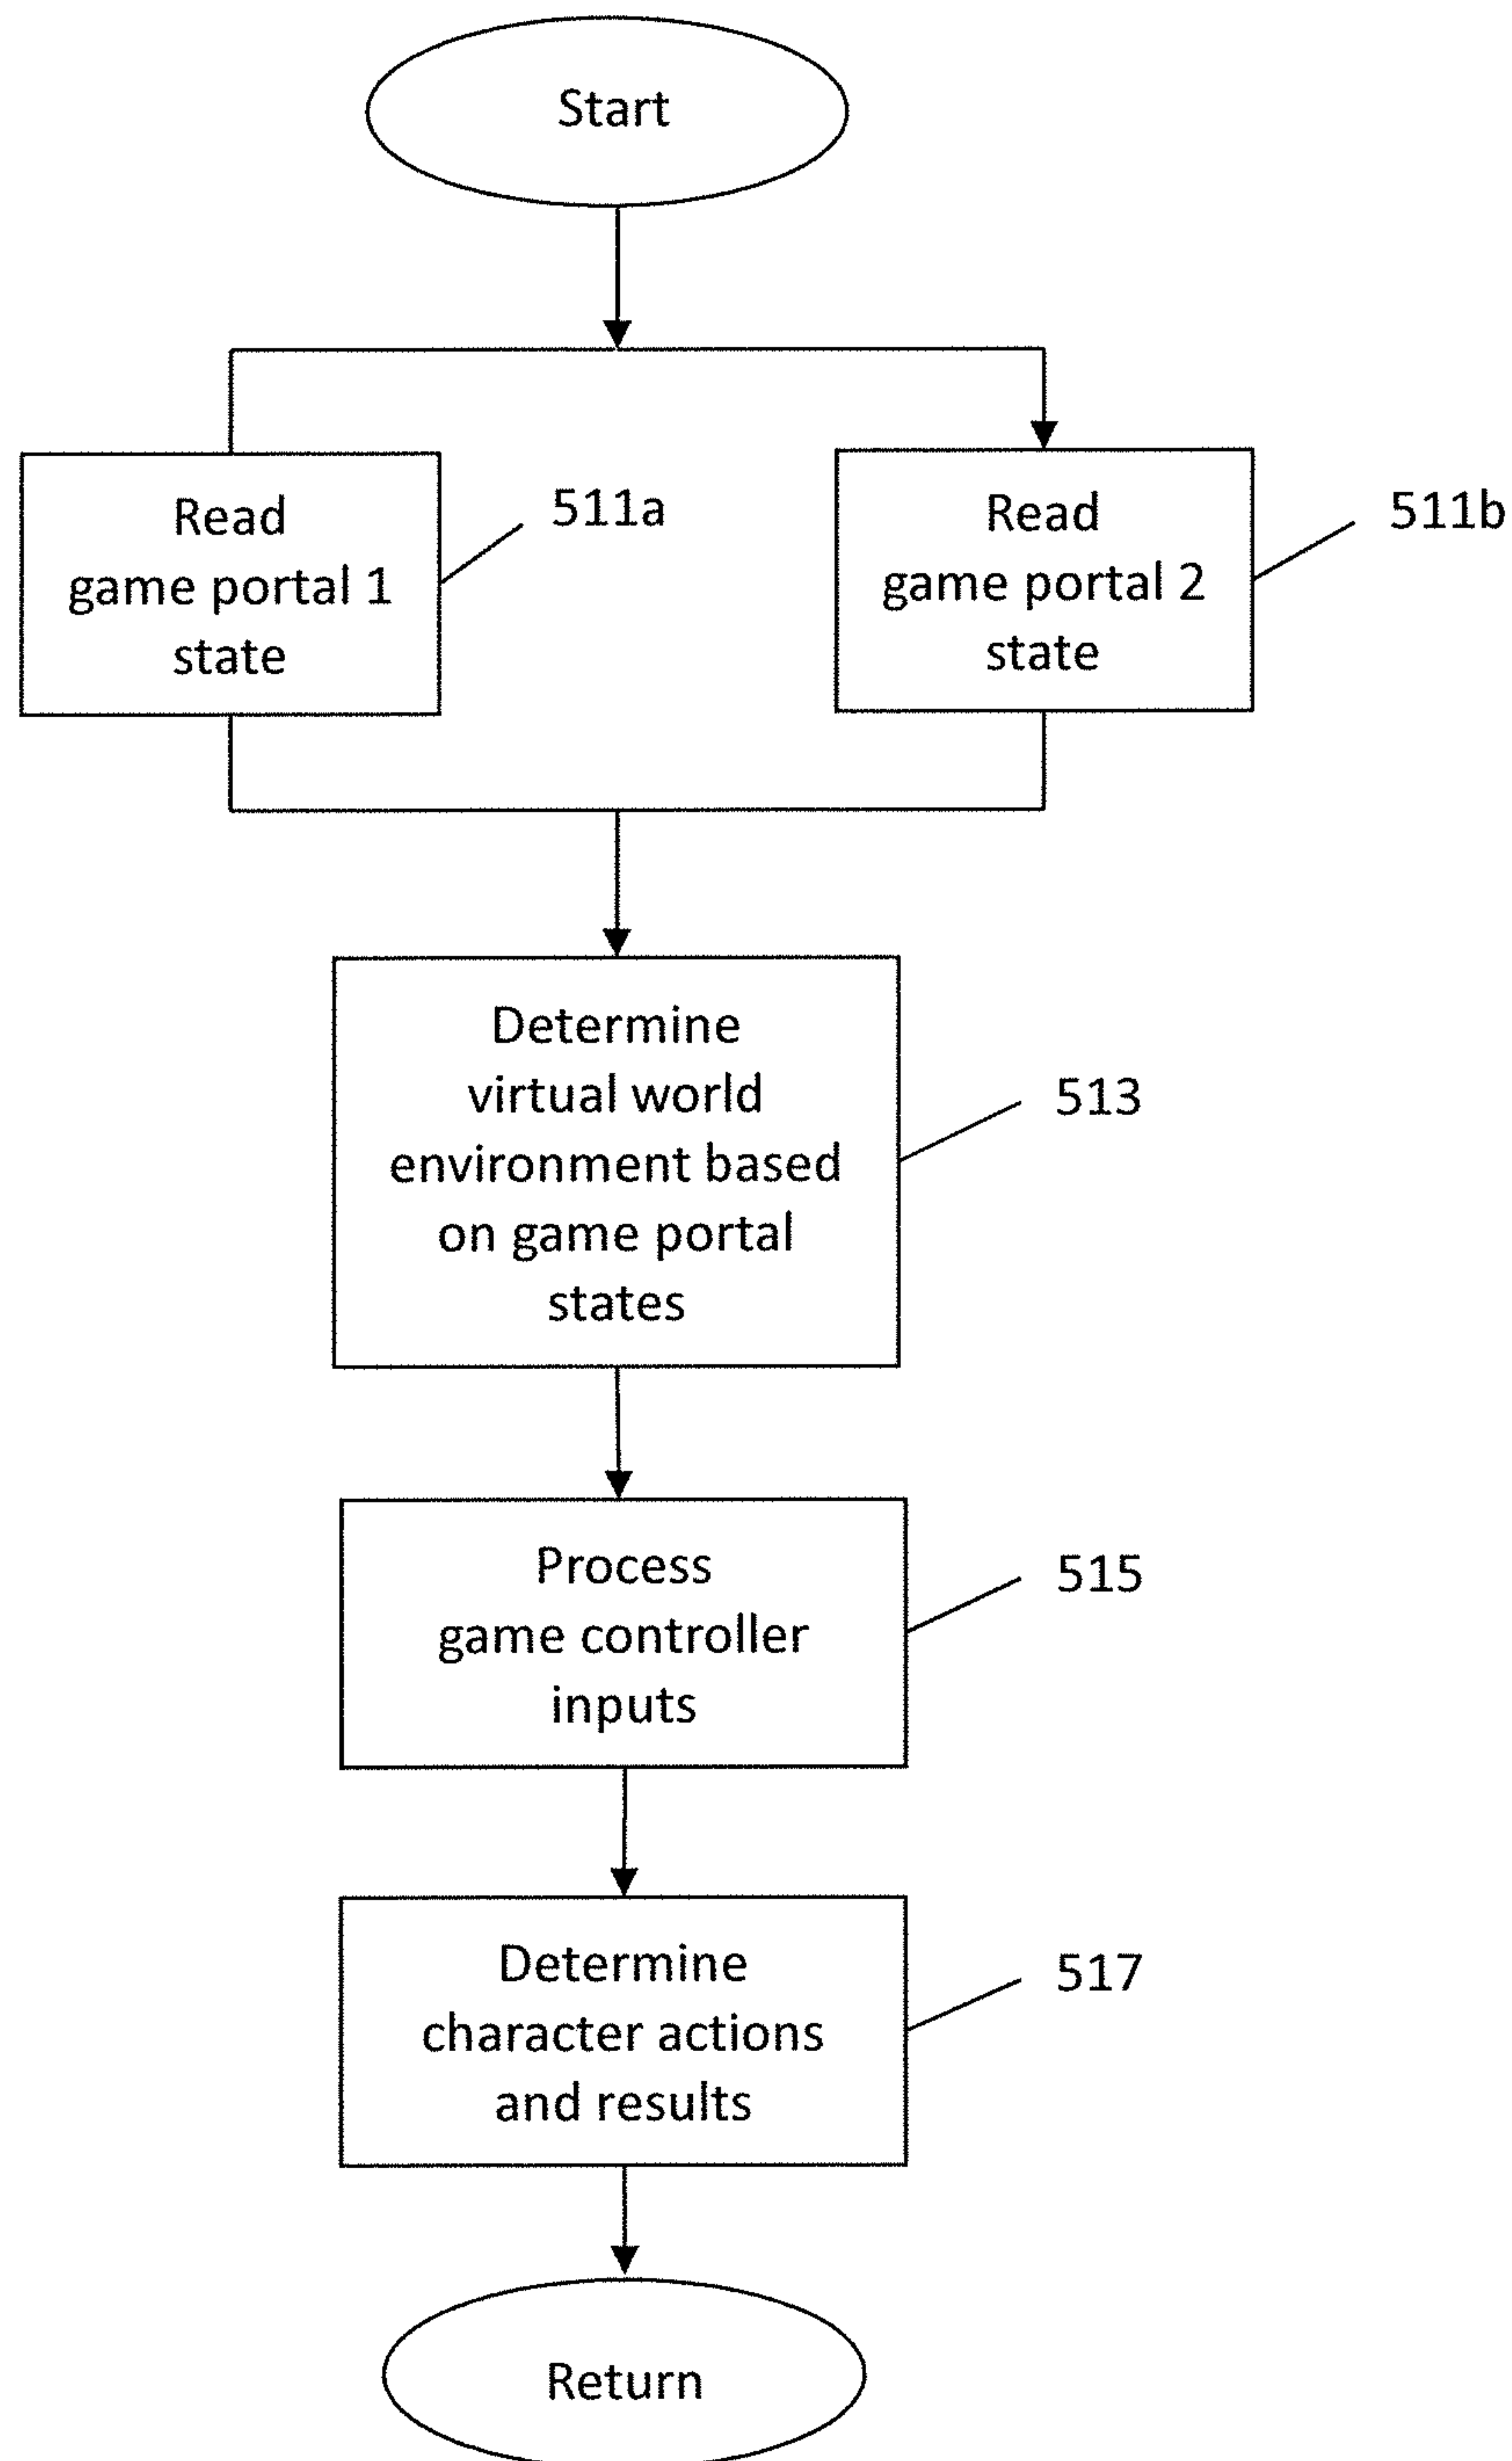 Start
Read
game portal 1
state
511a
Read
game portal 2
state
511b
Determine
virtual world
environment based
on game portal
states
513
Process
game controller
inputs
515
Determine
character actions
and results
517
Return